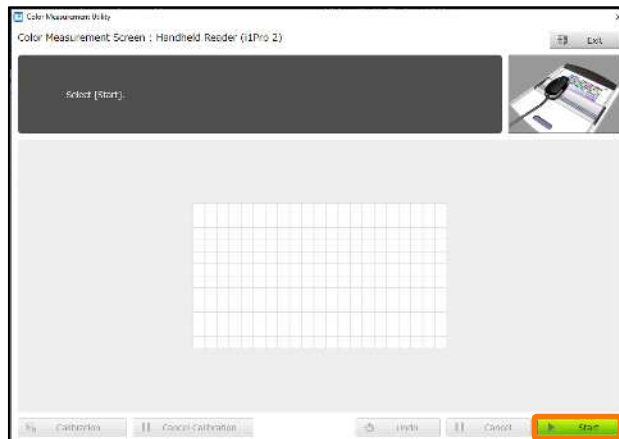 Color Measurement Utility
Color Measurement Screen : Handheld Reader (i1Pro 2)
Exit
Select [Start].
Calibration
Cancel Calibration
Undo
Cancel
Start